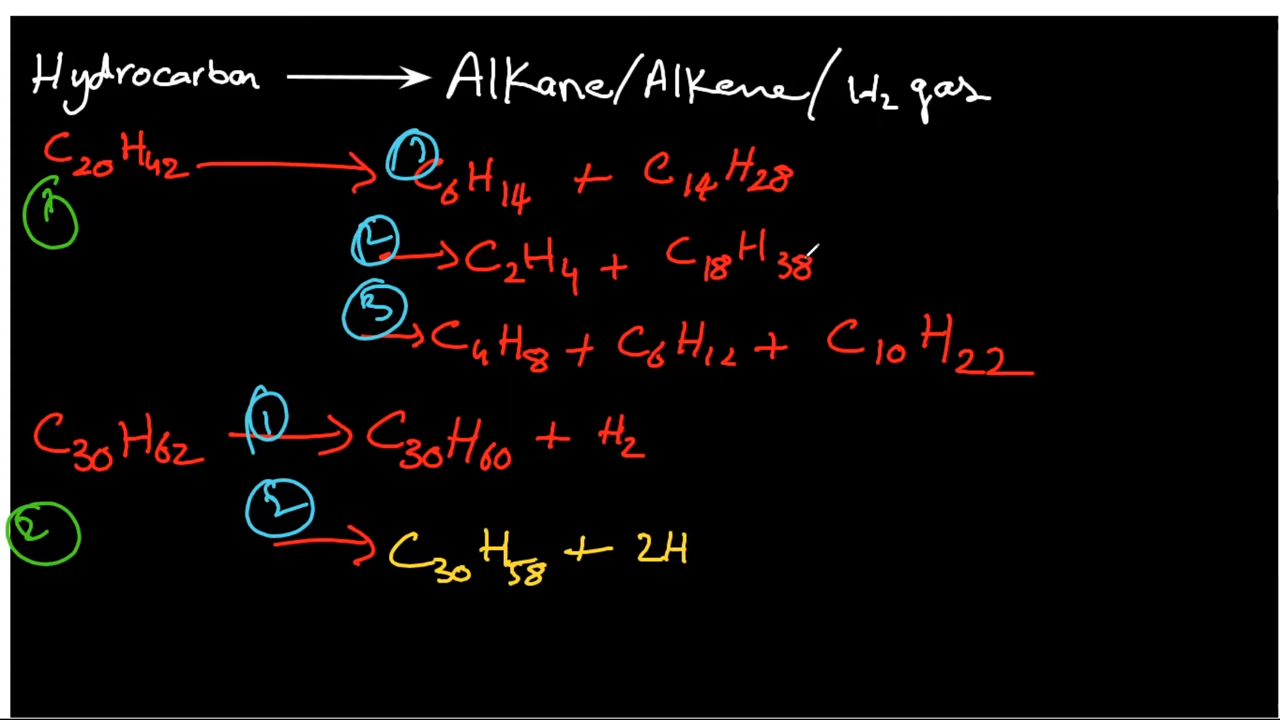 Hydrocarbon → Alkane/Alkene/H₂ gas
C₂₀H₄₂ → ① C₆H₁₄ + C₁₄H₂₈
①
② → C₂H₄ + C₁₈H₃₈
③ → C₄H₈ + C₆H₁₂ + C₁₀H₂₂
C₃₀H₆₂ ① → C₃₀H₆₀ + H₂
② ② → C₃₀H₅₈ + 2H